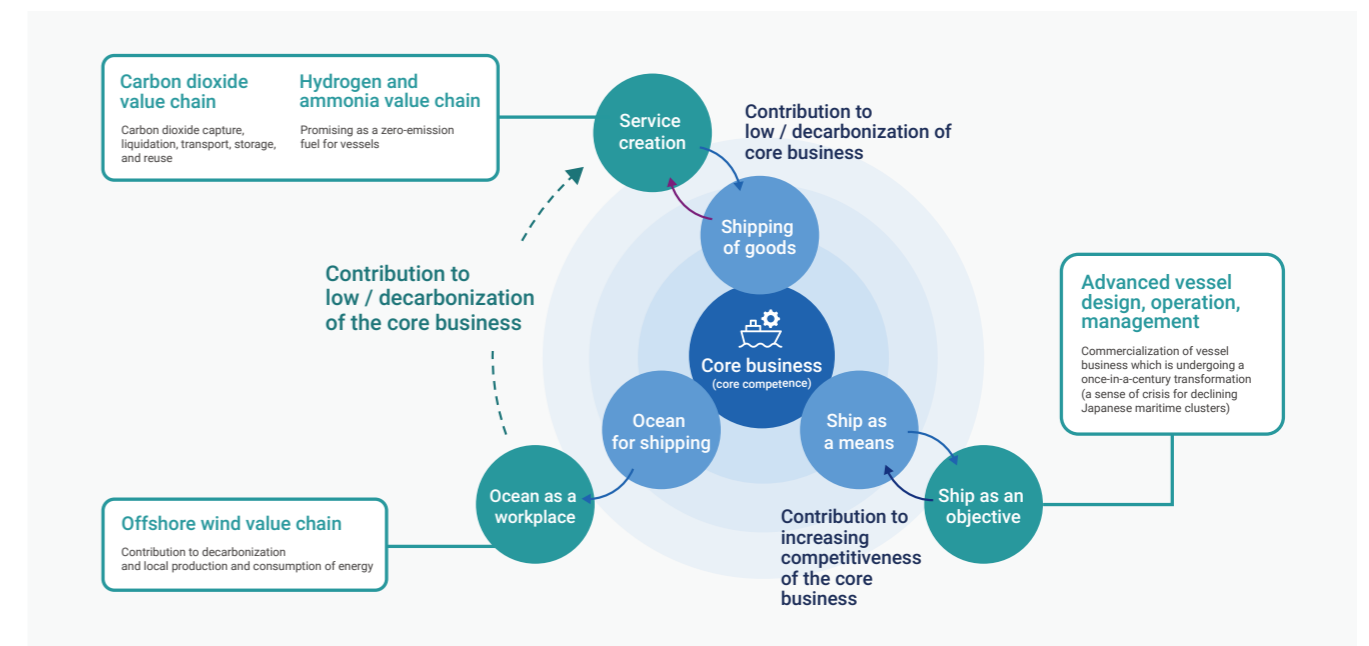 Carbon dioxide
value chain
Carbon dioxide capture,
liquidation, transport, storage,
and reuse
Hydrogen and
ammonia value chain
Promising as a zero-emission
fuel for vessels
Service
creation
Contribution to
low / decarbonization of
core business
Shipping
of goods
Contribution to
low / decarbonization
of the core business
Core business
(core competence)
Advanced vessel
design, operation,
management
Commercialization of vessel
business which is undergoing a
once-in-a-century transformation
(a sense of crisis for declining
Japanese maritime clusters)
Ocean
for shipping
Ship as
a means
Ocean as a
workplace
Ship as an
objective
Offshore wind value chain
Contribution to decarbonization
and local production and consumption of energy
Contribution to
increasing
competitiveness
of the core
business